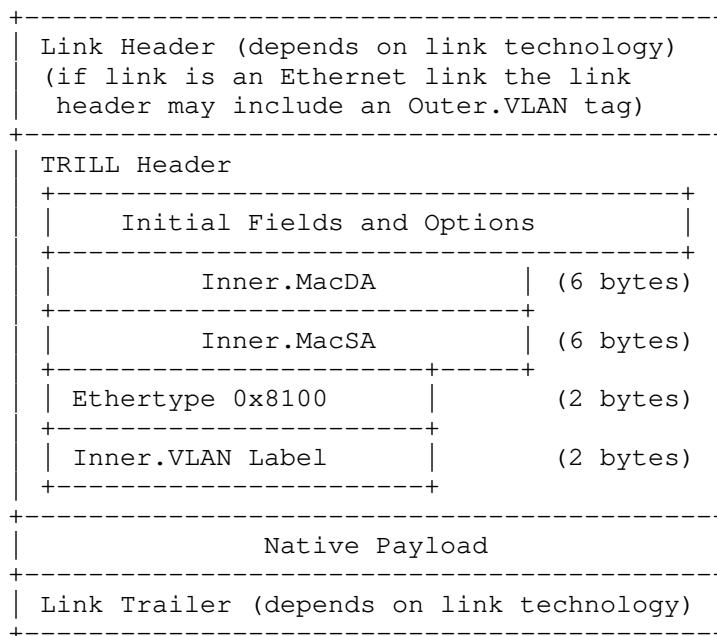 Link Header (depends on link technology)
(if link is an Ethernet link the link
header may include an Outer.VLAN tag)
TRILL Header
Initial Fields and Options
Inner.MacDA (6 bytes)
Inner.MacSA (6 bytes)
Ethertype 0x8100 (2 bytes)
Inner.VLAN Label (2 bytes)
Native Payload
Link Trailer (depends on link technology)